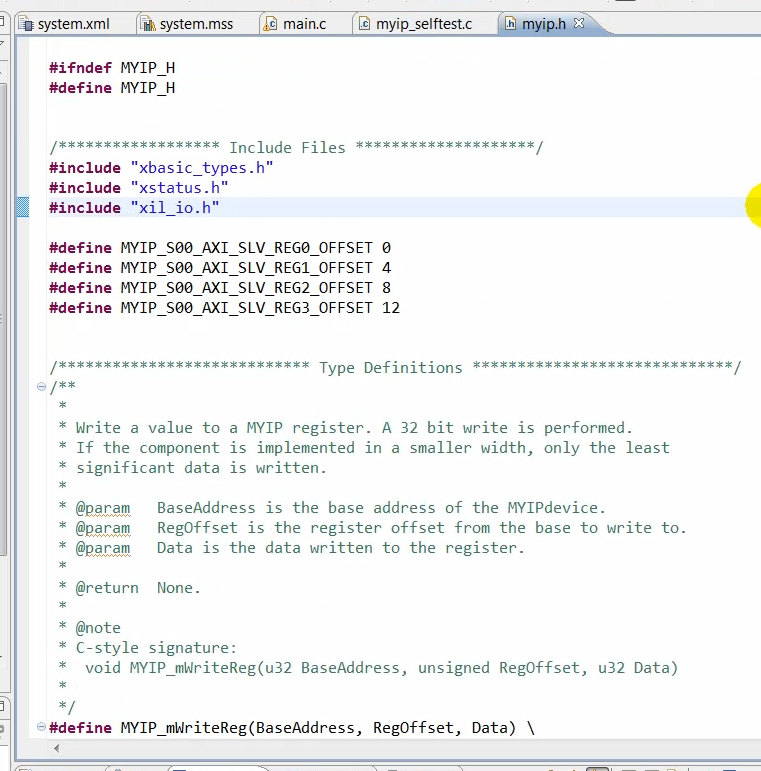 system.xml system.mss main.c myip_selftest.c myip.h
#ifndef MYIP_H
#define MYIP_H
/****************** Include Files ********************/
#include "xbasic_types.h"
#include "xstatus.h"
#include "xil_io.h"
#define MYIP_S00_AXI_SLV_REG0_OFFSET 0
#define MYIP_S00_AXI_SLV_REG1_OFFSET 4
#define MYIP_S00_AXI_SLV_REG2_OFFSET 8
#define MYIP_S00_AXI_SLV_REG3_OFFSET 12
/**************************** Type Definitions *****************************/
/**
 *
 * Write a value to a MYIP register. A 32 bit write is performed.
 * If the component is implemented in a smaller width, only the least
 * significant data is written.
 *
 * @param   BaseAddress is the base address of the MYIPdevice.
 * @param   RegOffset is the register offset from the base to write to.
 * @param   Data is the data written to the register.
 *
 * @return  None.
 *
 * @note
 * C-style signature:
 *  void MYIP_mWriteReg(u32 BaseAddress, unsigned RegOffset, u32 Data)
 *
 */
#define MYIP_mWriteReg(BaseAddress, RegOffset, Data) \